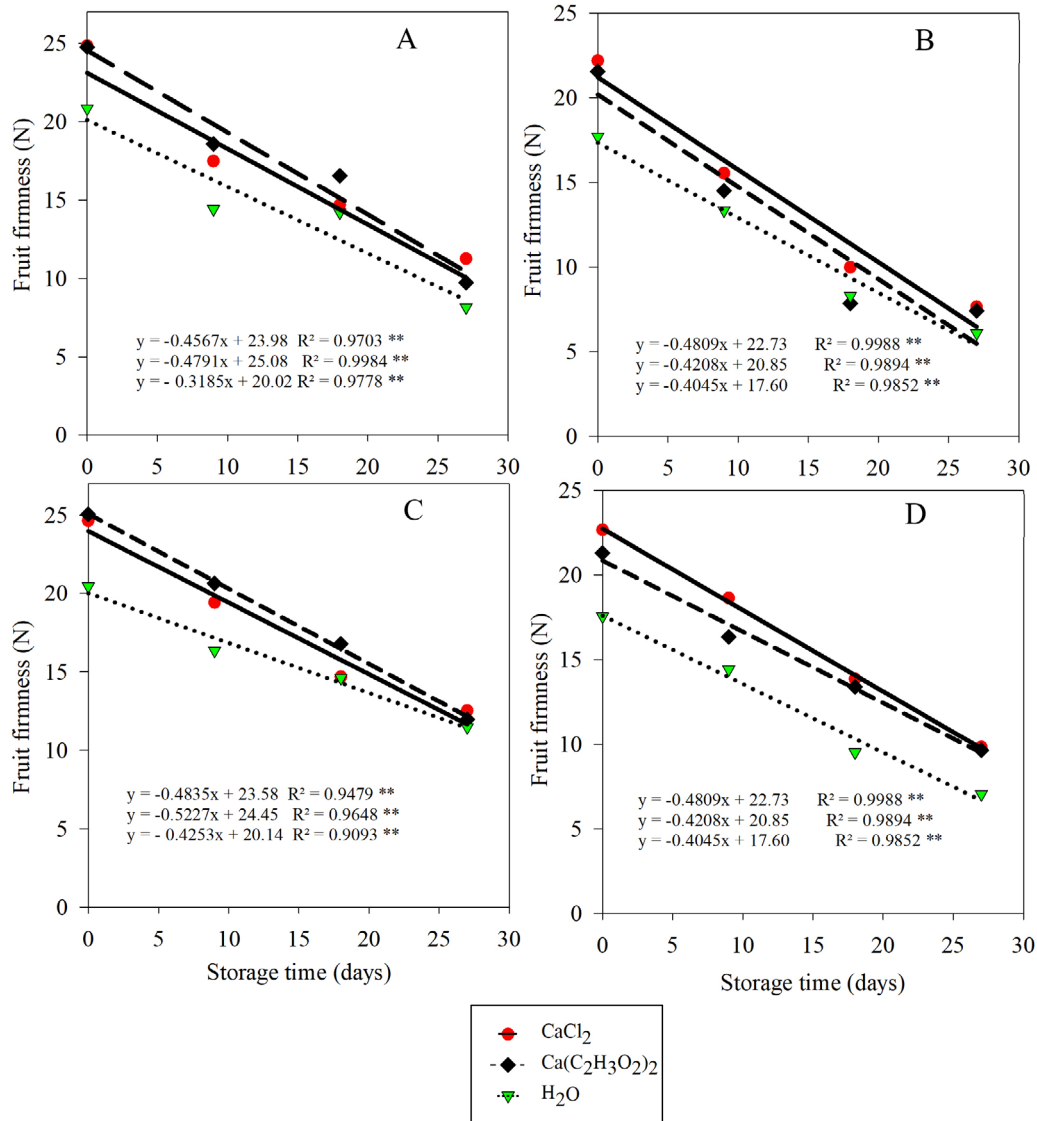 A
Fruit firmness (N)
25
20
15
10
5
0
y = -0.4567x + 23.98 R² = 0.9703 **
y = -0.4791x + 25.08 R² = 0.9984 **
y = - 0.3185x + 20.02 R² = 0.9778 **
0 5 10 15 20 25 30
B
Fruit firmness (N)
25
20
15
10
5
0
y = -0.4809x + 22.73 R² = 0.9988 **
y = -0.4208x + 20.85 R² = 0.9894 **
y = -0.4045x + 17.60 R² = 0.9852 **
0 5 10 15 20 25 30
C
Fruit firmness (N)
25
20
15
10
5
0
y = -0.4835x + 23.58 R² = 0.9479 **
y = -0.5227x + 24.45 R² = 0.9648 **
y = - 0.4253x + 20.14 R² = 0.9093 **
0 5 10 15 20 25 30
Storage time (days)
D
Fruit firmness (N)
25
20
15
10
5
0
y = -0.4809x + 22.73 R² = 0.9988 **
y = -0.4208x + 20.85 R² = 0.9894 **
y = -0.4045x + 17.60 R² = 0.9852 **
0 5 10 15 20 25 30
Storage time (days)
CaCl₂
Ca(C₂H₃O₂)₂
H₂O